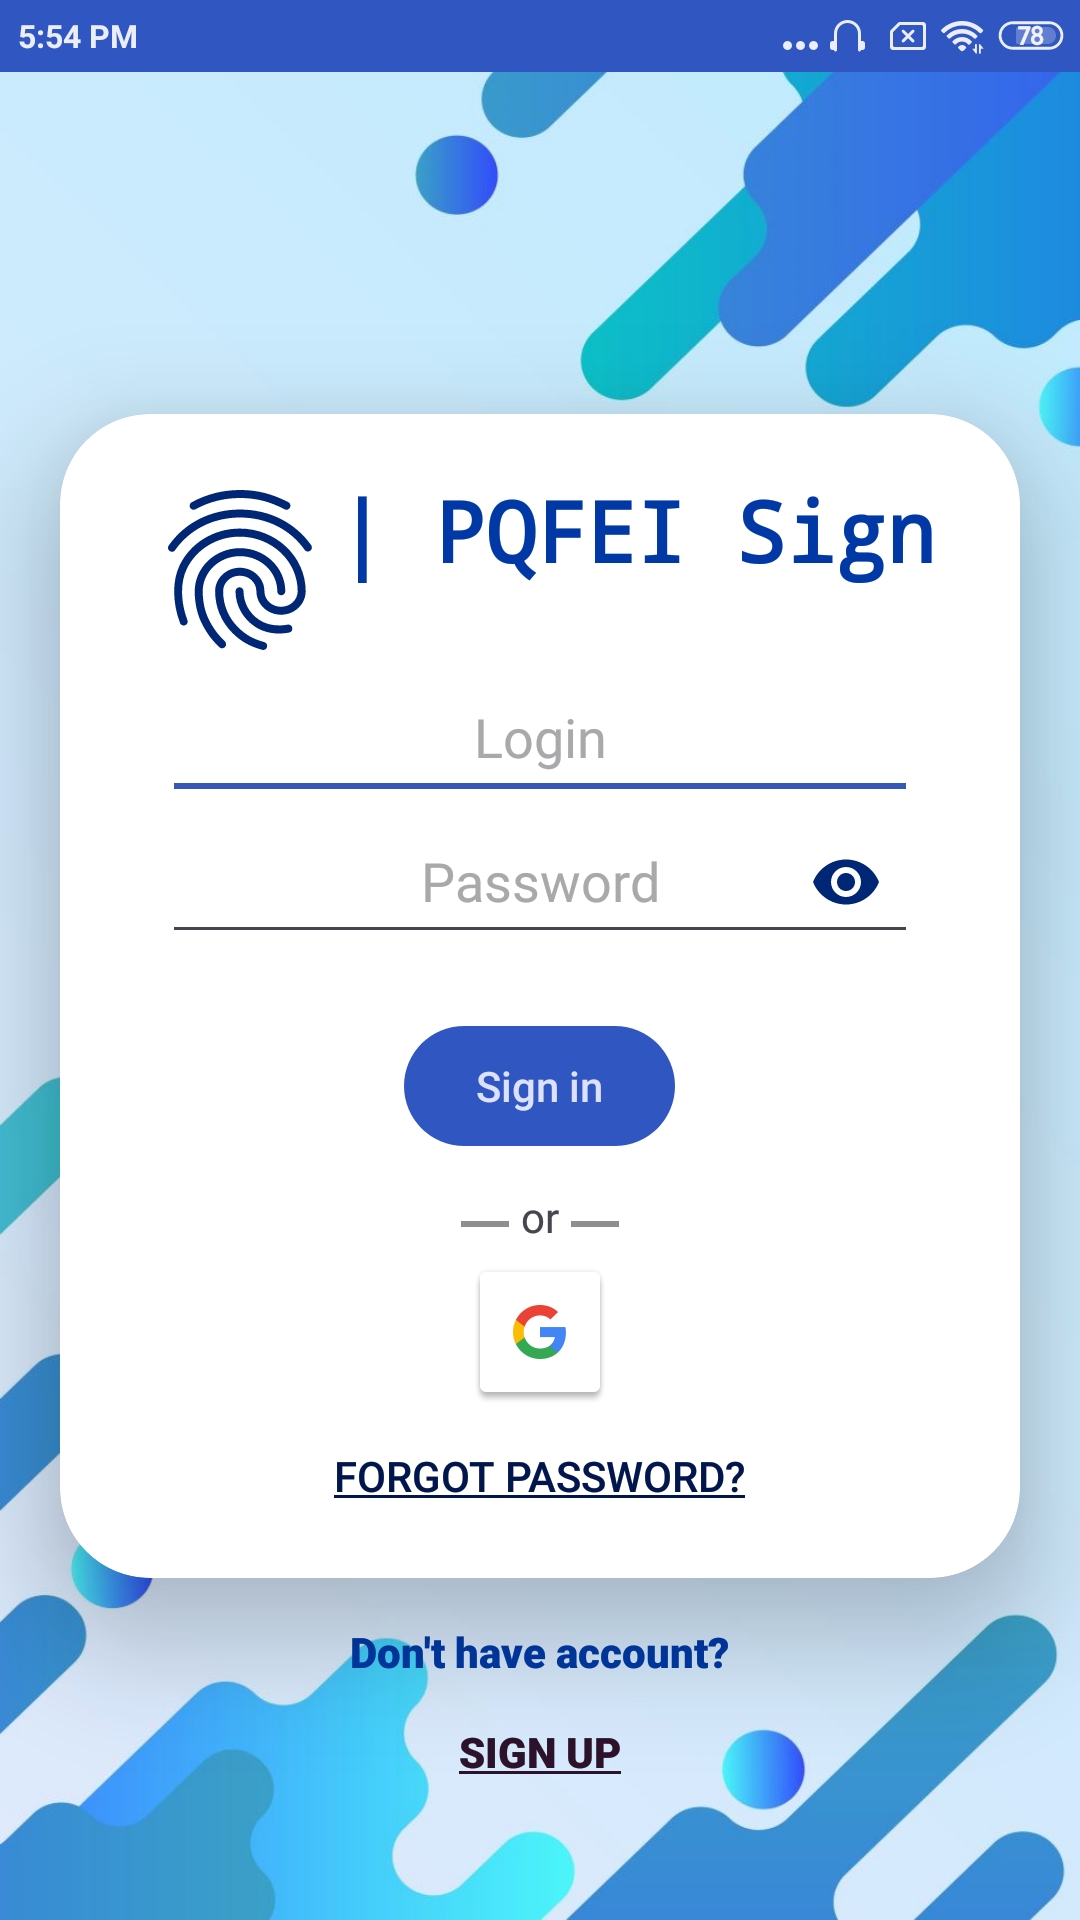 5:54 PM
78
| PQFEI Sign
Login
Password
Sign in
or
FORGOT PASSWORD?
Don't have account?
SIGN UP